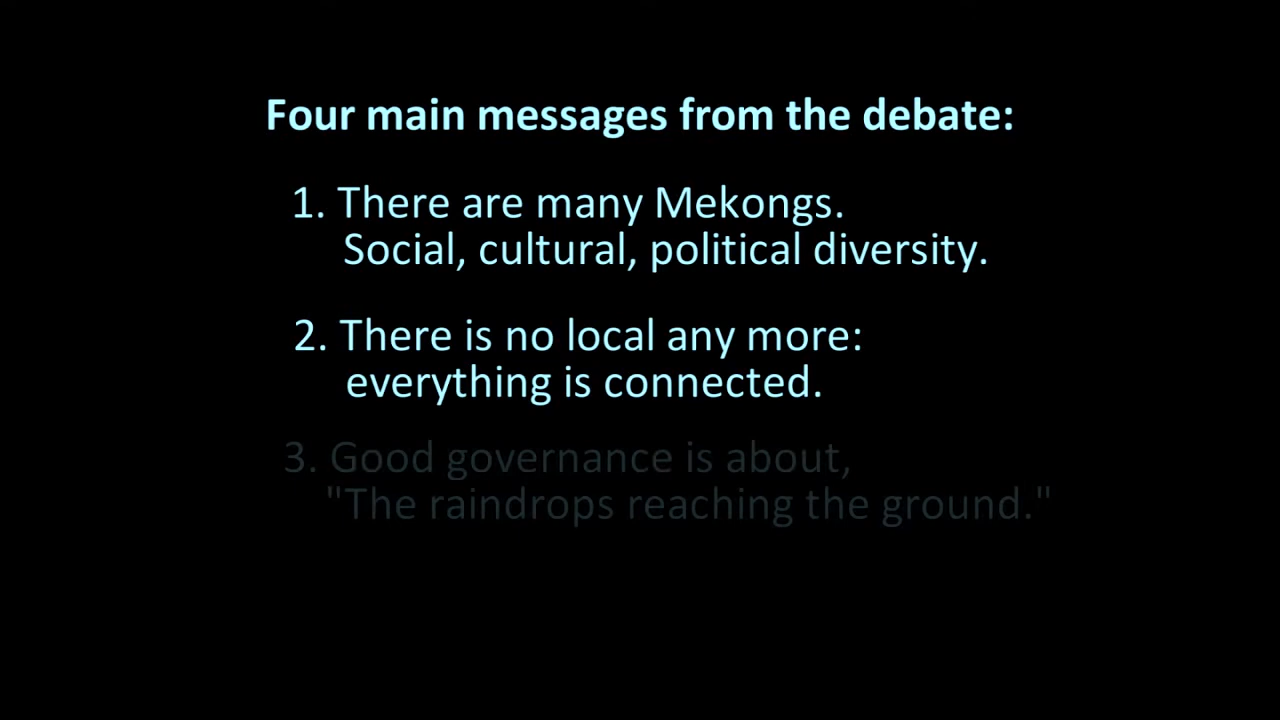 Four main messages from the debate:
1. There are many Mekongs.
Social, cultural, political diversity.
2. There is no local any more:
everything is connected.
3. Good governance is about,
"The raindrops reaching the ground."